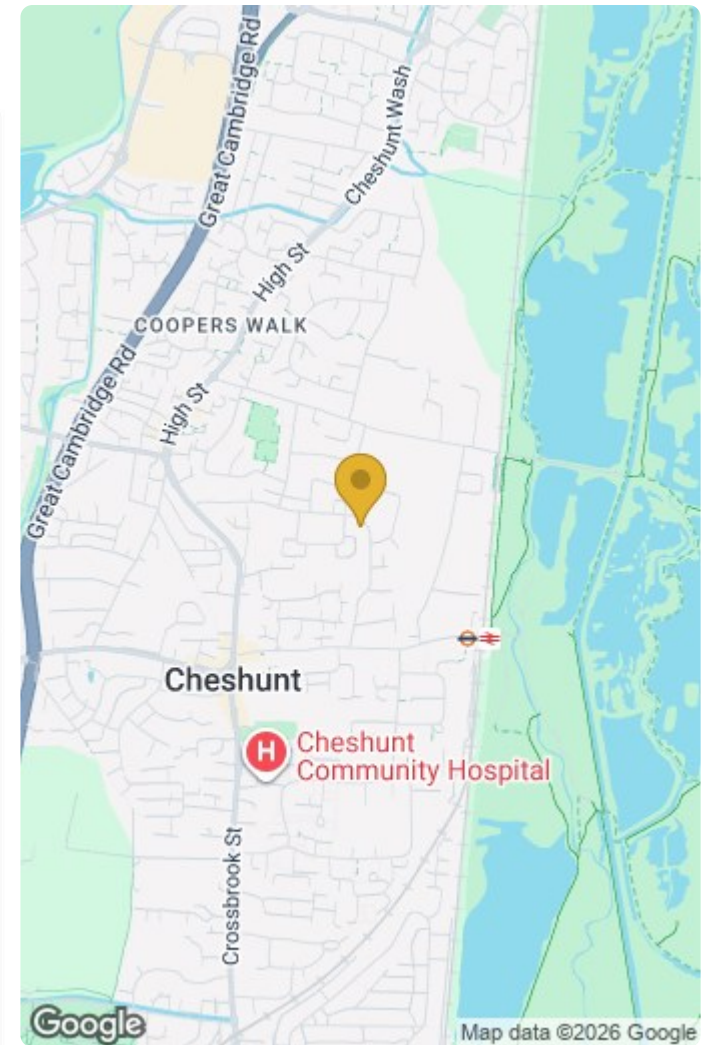 Great Cambridge Rd
Cheshunt Wash
High St
COOPERS WALK
High St
Great Cambridge Rd
Cheshunt
H
Cheshunt
Community Hospital
Crossbrook St
Google
Map data ©2026 Google